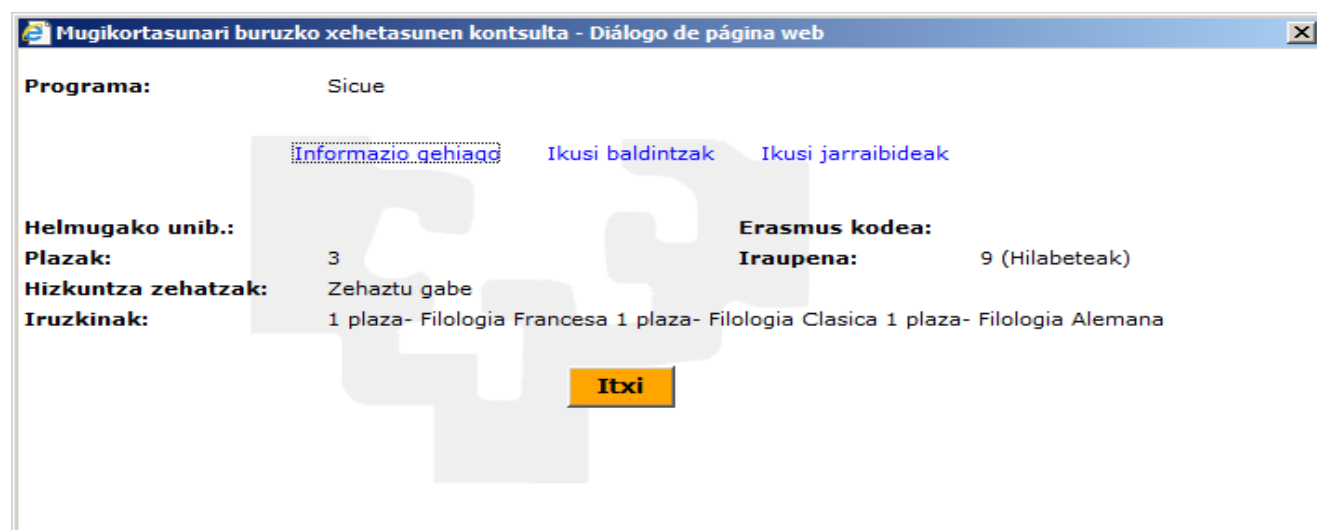 Mugikortasunari buruzko xehetasunen kontsulta - Diálogo de página web
Programa: Sicue
Informazio gehiago Ikusi baldintzak Ikusi jarraibideak
Helmugako unib.: Erasmus kodea:
Plazak: 3 Iraupena: 9 (Hilabeteak)
Hizkuntza zehatzak: Zehaztu gabe
Iruzkinak: 1 plaza- Filologia Francesa 1 plaza- Filologia Clasica 1 plaza- Filologia Alemana
Itxi